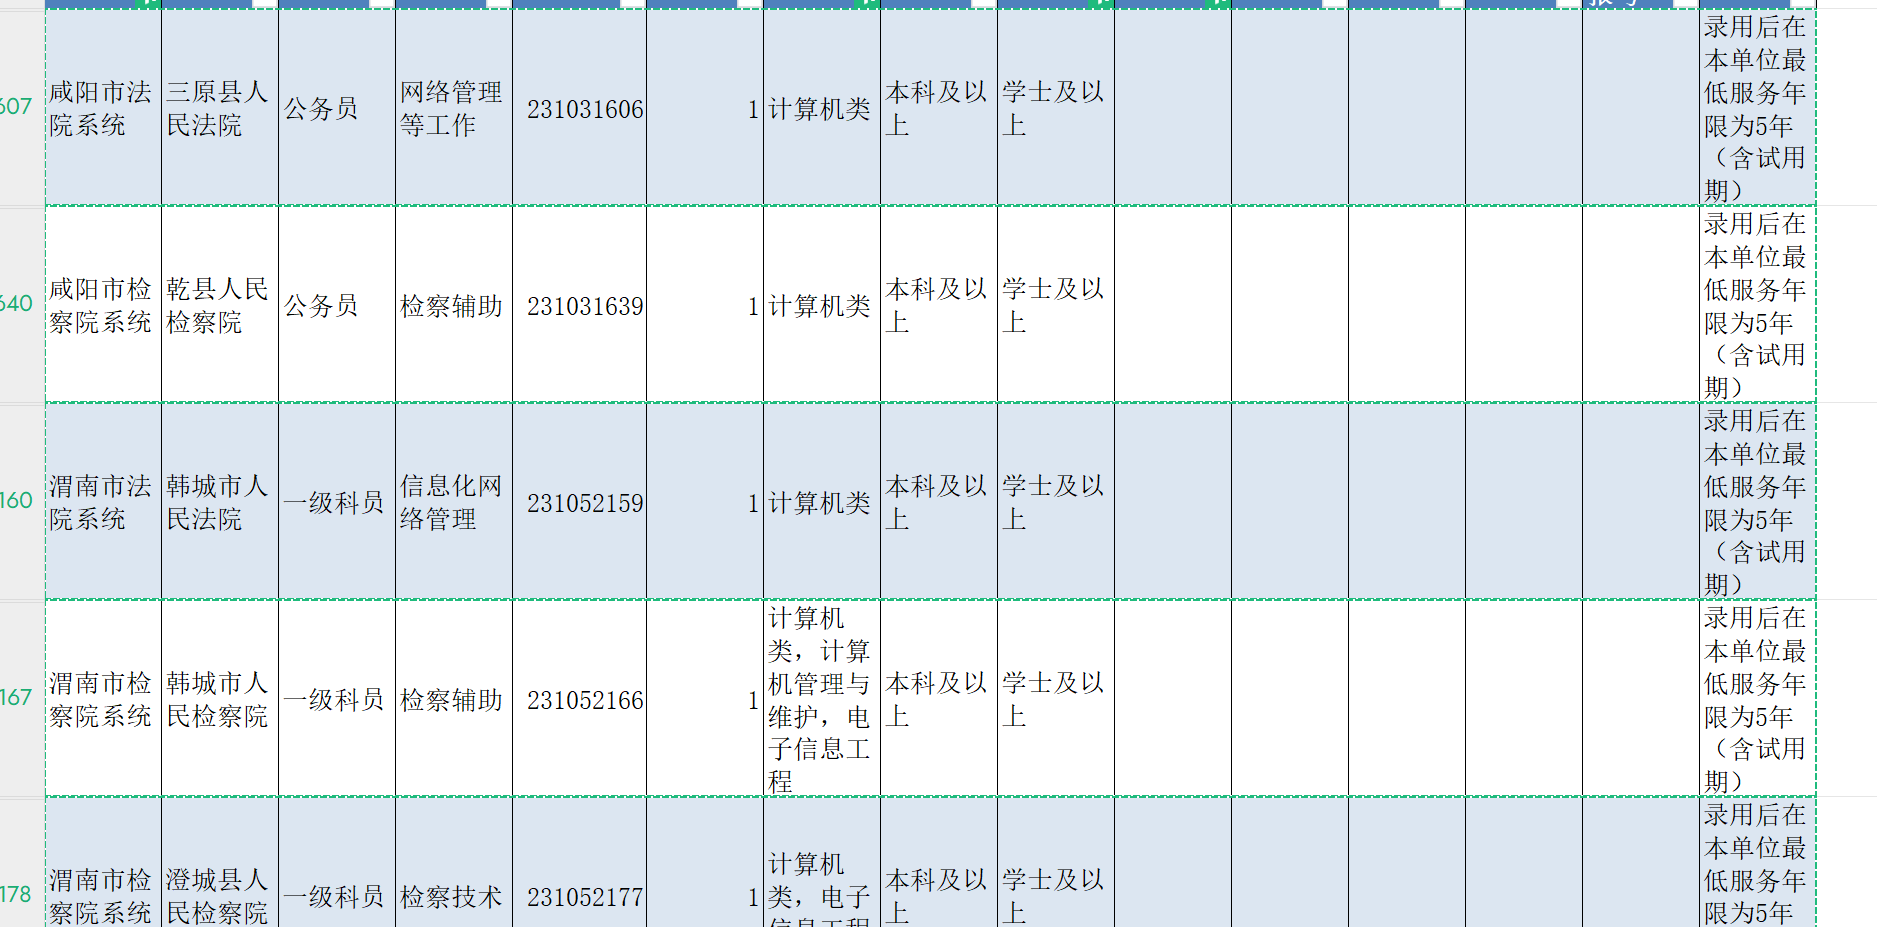 607
咸阳市法
院系统
三原县人
民法院
公务员
网络管理
等工作
231031606
1
计算机类
本科及以
上
学士及以
上
录用后在
本单位最
低服务年
限为5年
（含试用
期）
640
咸阳市检
察院系统
乾县人民
检察院
公务员
检察辅助
231031639
1
计算机类
本科及以
上
学士及以
上
录用后在
本单位最
低服务年
限为5年
（含试用
期）
160
渭南市法
院系统
韩城市人
民法院
一级科员
信息化网
络管理
231052159
1
计算机类
本科及以
上
学士及以
上
录用后在
本单位最
低服务年
限为5年
（含试用
期）
167
渭南市检
察院系统
韩城市人
民检察院
一级科员
检察辅助
231052166
1
计算机
类，计算
机管理与
维护，电
子信息工
程
本科及以
上
学士及以
上
录用后在
本单位最
低服务年
限为5年
（含试用
期）
178
渭南市检
察院系统
澄城县人
民检察院
一级科员
检察技术
231052177
1
计算机
类，电子
信息工程
本科及以
上
学士及以
上
录用后在
本单位最
低服务年
限为5年